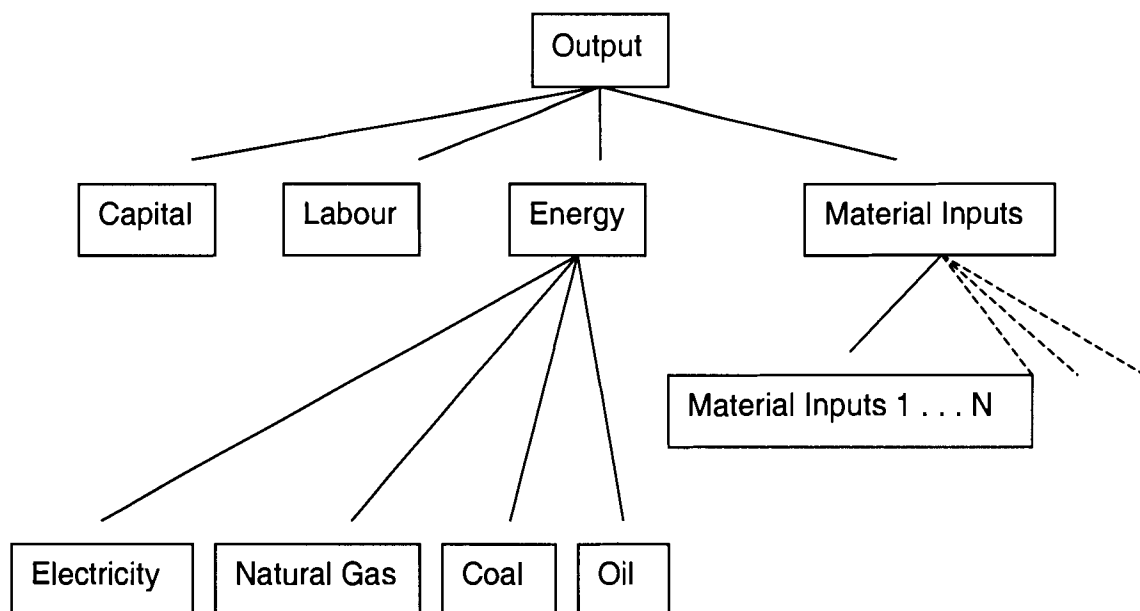 Output
Capital
Labour
Energy
Material Inputs
Material Inputs 1 . . . N
Electricity
Natural Gas
Coal
Oil